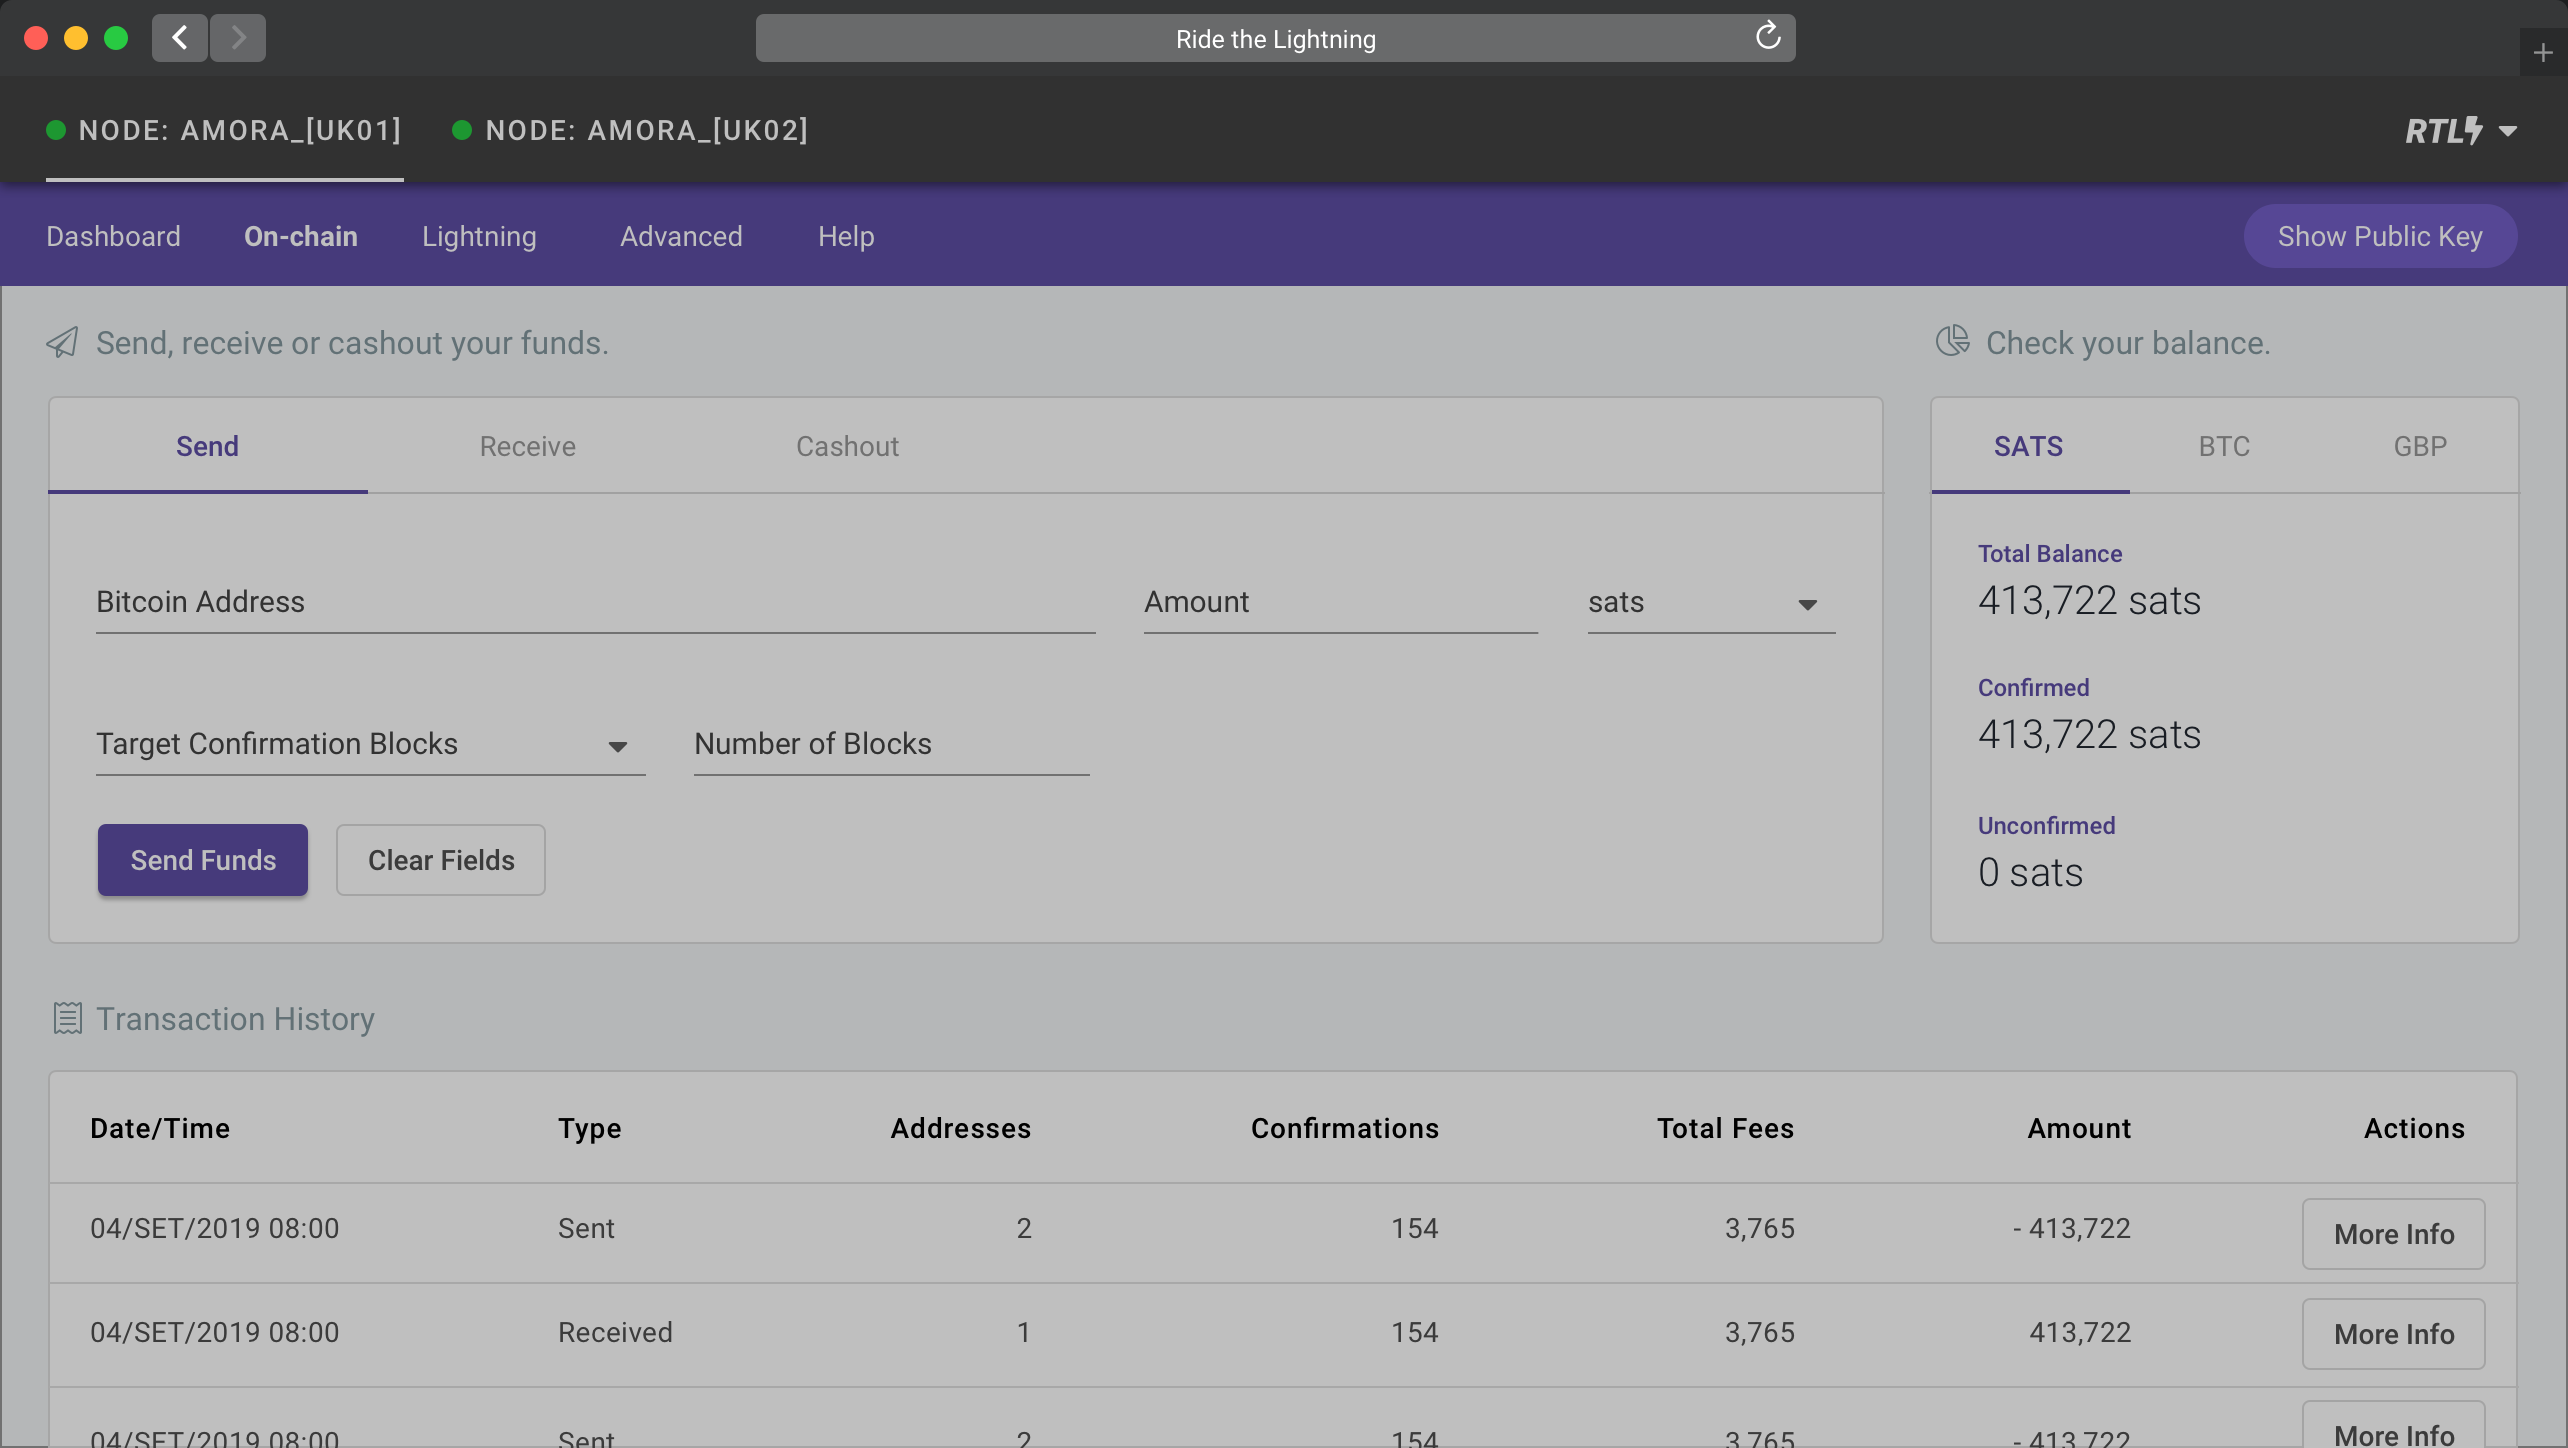 Ride the Lightning
NODE: AMORA_[UK01] NODE: AMORA_[UK02] RTL
Dashboard On-chain Lightning Advanced Help Show Public Key
Send, receive or cashout your funds.
Send Receive Cashout
Bitcoin Address Amount sats
Target Confirmation Blocks Number of Blocks
Send Funds Clear Fields
Check your balance.
SATS BTC GBP
Total Balance
413,722 sats
Confirmed
413,722 sats
Unconfirmed
0 sats
Transaction History
Date/Time Type Addresses Confirmations Total Fees Amount Actions
04/SET/2019 08:00 Sent 2 154 3,765 - 413,722 More Info
04/SET/2019 08:00 Received 1 154 3,765 413,722 More Info
04/SET/2019 08:00 Sent 2 154 3,765 - 413,722 More Info